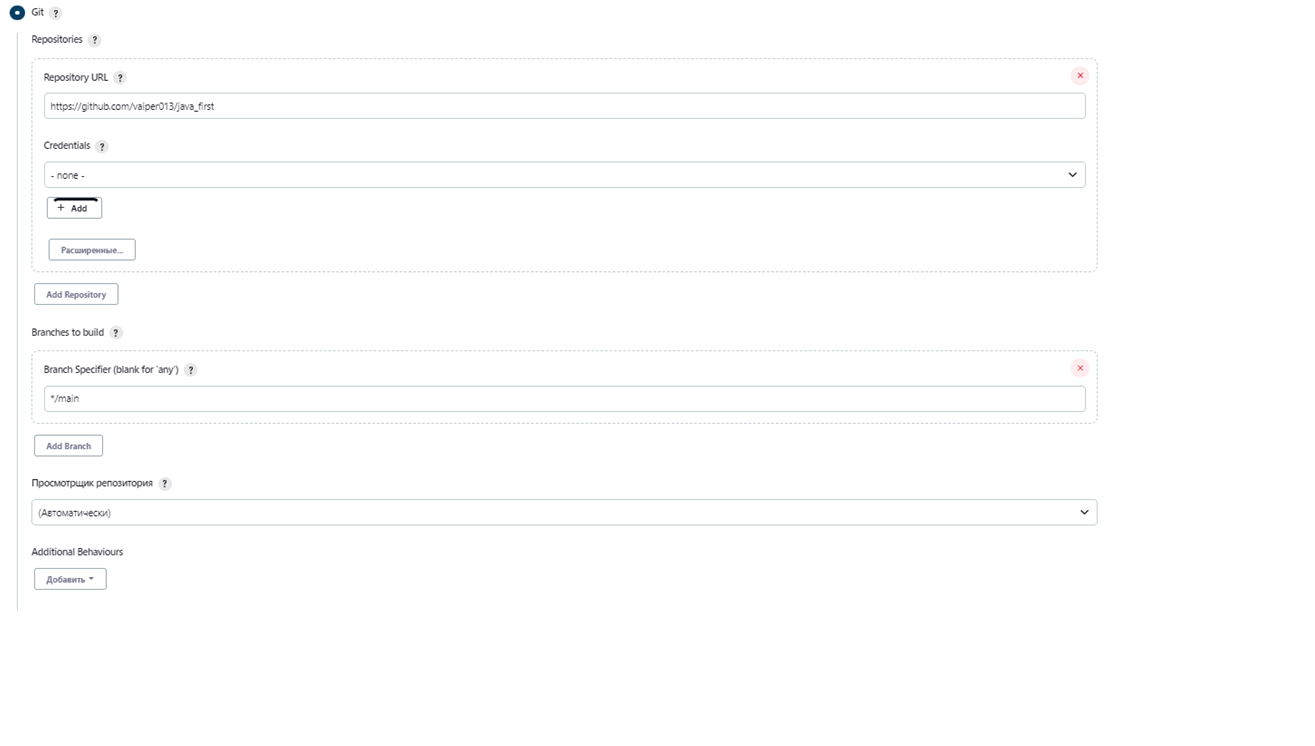 Git ?
Repositories ?
Repository URL ?
https://github.com/vaiper013/java_first
Credentials ?
- none -
+ Add
Расширенные...
Add Repository
Branches to build ?
Branch Specifier (blank for 'any') ?
*/main
Add Branch
Просмотрщик репозитория ?
(Автоматически)
Additional Behaviours
Добавить